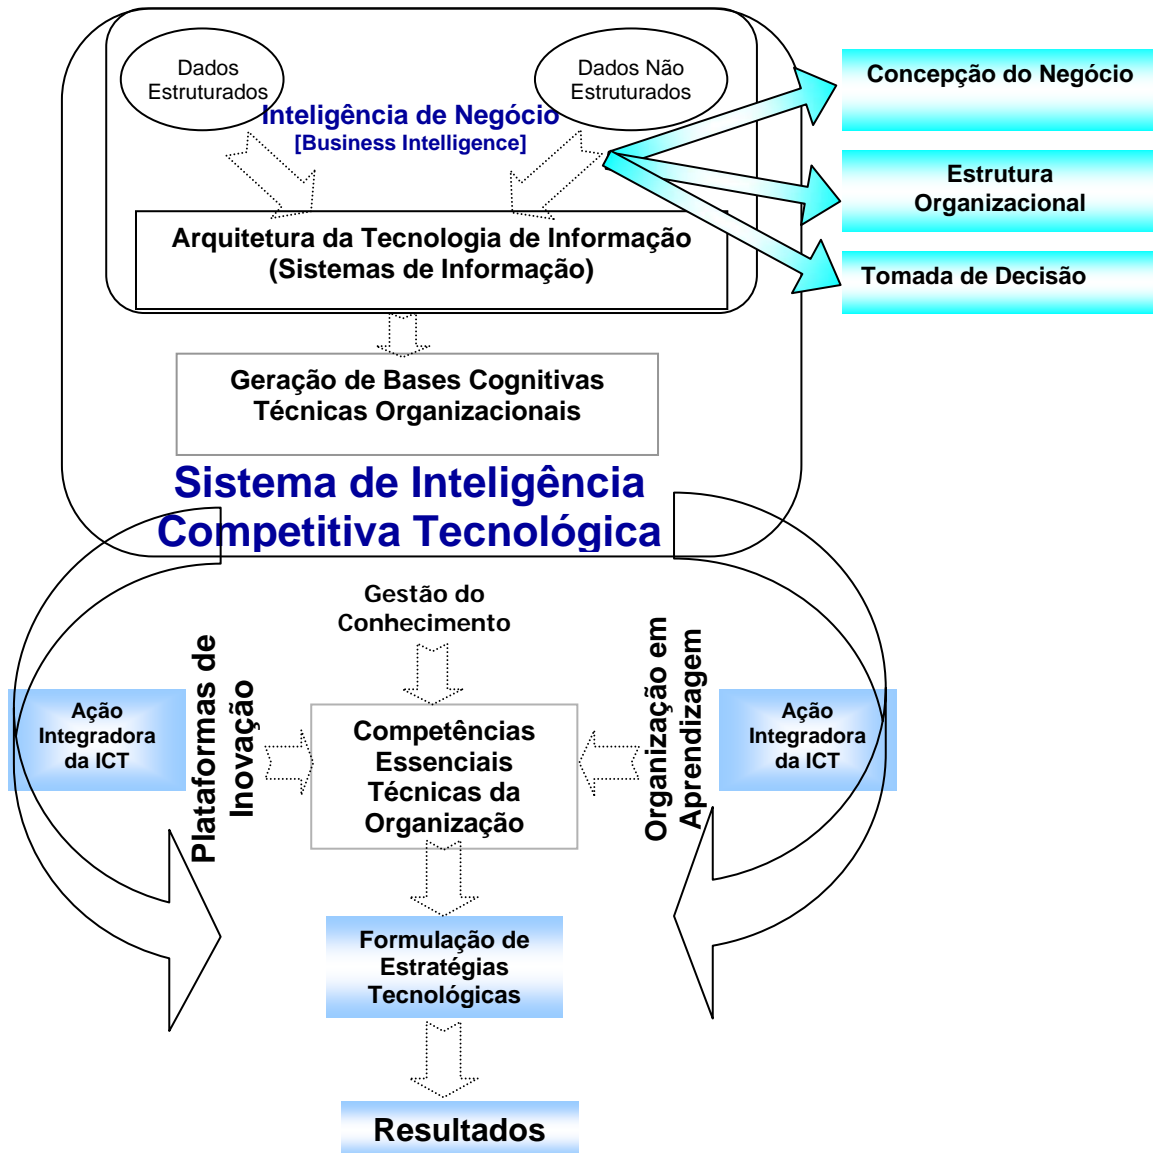 Dados
Estruturados
Dados Não
Estruturados
Inteligência de Negócio
[Business Intelligence]
Concepção do Negócio
Estrutura
Organizacional
Tomada de Decisão
Arquitetura da Tecnologia de Informação
(Sistemas de Informação)
Geração de Bases Cognitivas
Técnicas Organizacionais
Sistema de Inteligência
Competitiva Tecnológica
Gestão do
Conhecimento
Ação
Integradora
da ICT
Plataformas de
Inovação
Competências
Essenciais
Técnicas da
Organização
Organização em
Aprendizagem
Ação
Integradora
da ICT
Formulação de
Estratégias
Tecnológicas
Resultados